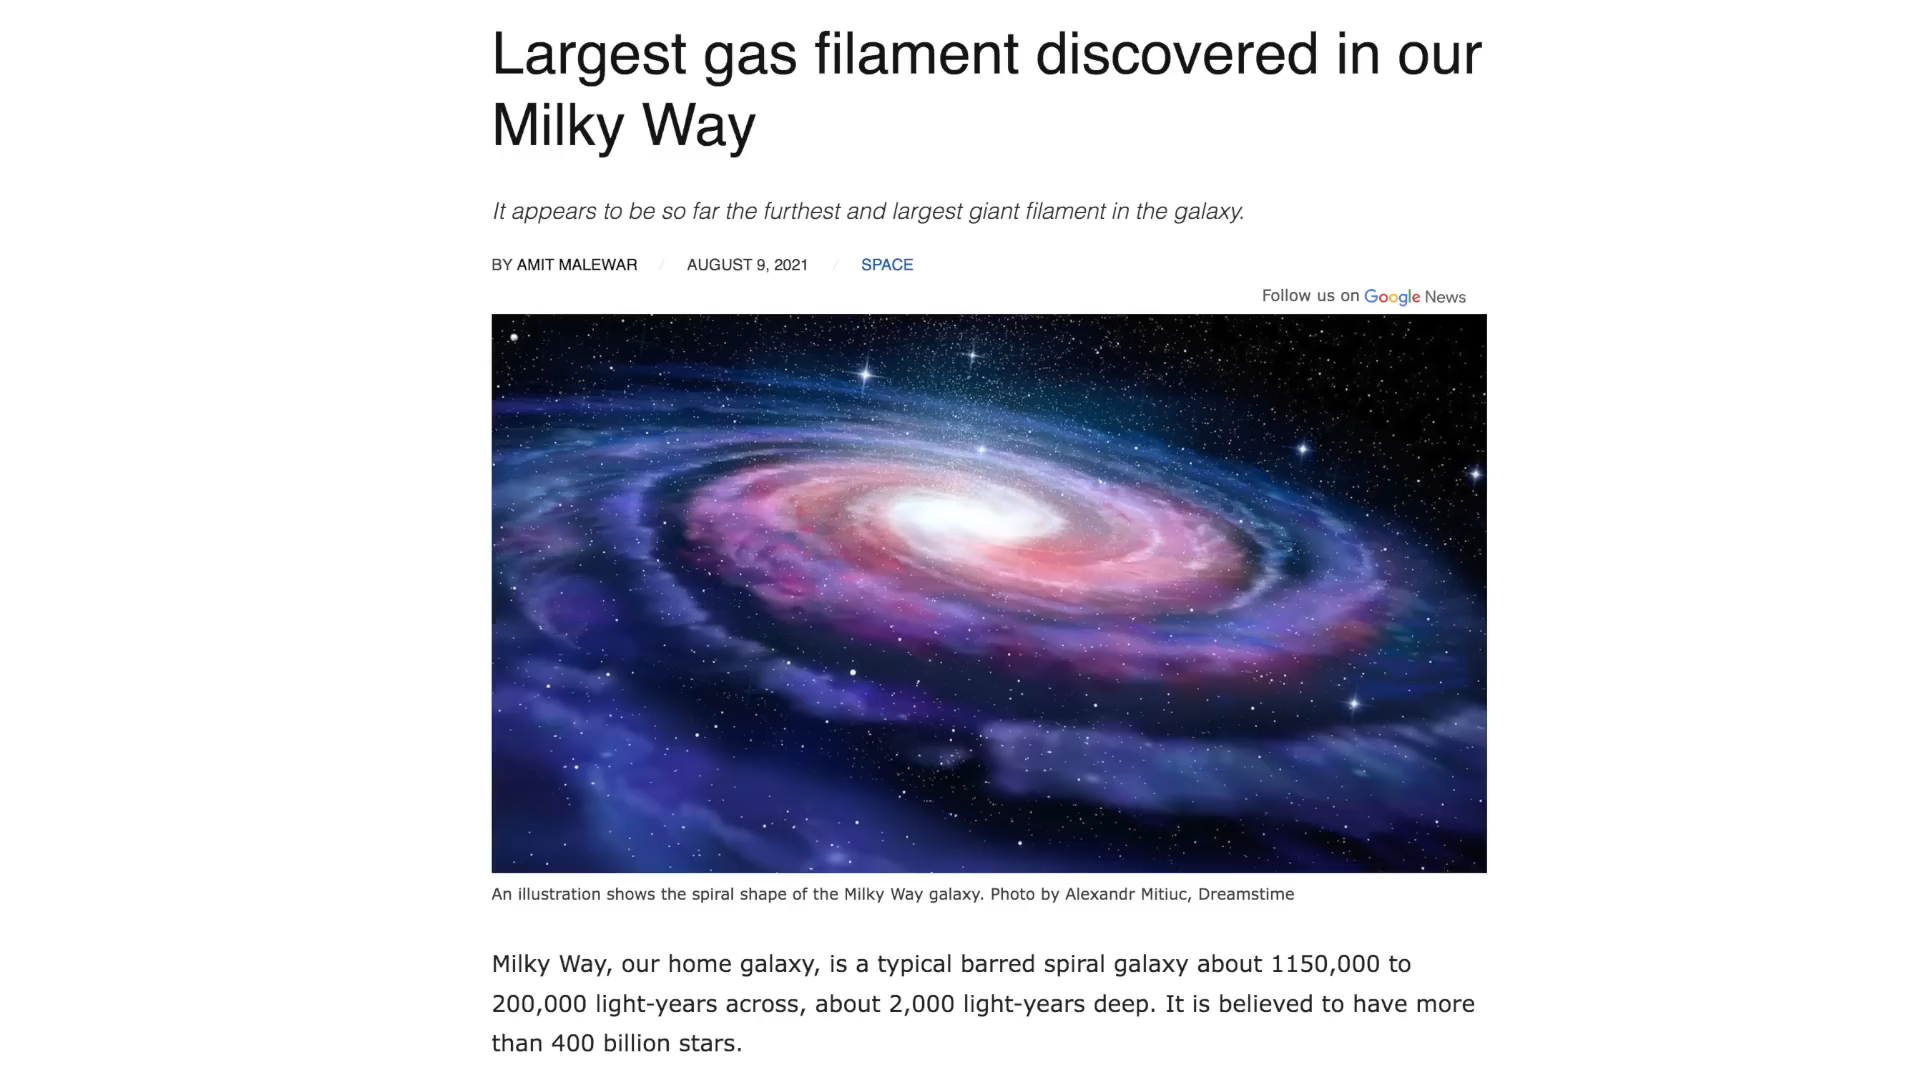 Largest gas filament discovered in our
Milky Way
It appears to be so far the furthest and largest giant filament in the galaxy.
BY AMIT MALEWAR / AUGUST 9, 2021 / SPACE
Follow us on Google News
An illustration shows the spiral shape of the Milky Way galaxy. Photo by Alexandr Mitiuc, Dreamstime
Milky Way, our home galaxy, is a typical barred spiral galaxy about 1150,000 to
200,000 light-years across, about 2,000 light-years deep. It is believed to have more
than 400 billion stars.